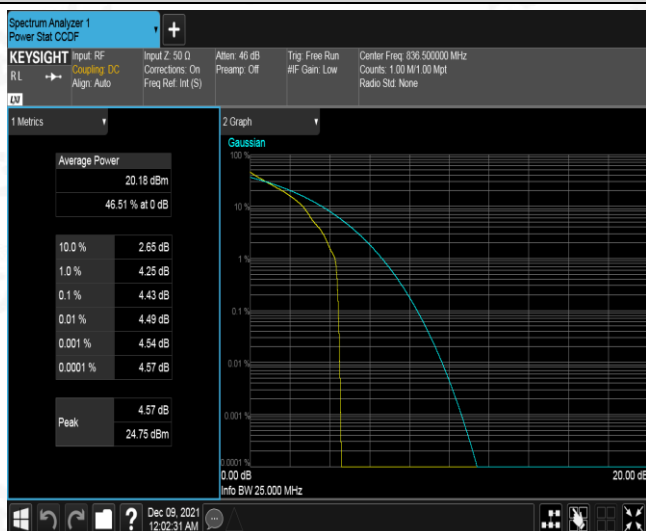 Spectrum Analyzer 1
Power Stat CCDF
+
KEYSIGHT
RL
LXI
Input: RF
Coupling: DC
Align: Auto
Input Z: 50 Ω
Corrections: On
Freq Ref: Int (S)
Atten: 46 dB
Preamp: Off
Trig: Free Run
#IF Gain: Low
Center Freq: 836.500000 MHz
Counts: 1.00 M/1.00 Mpt
Radio Std: None
1 Metrics
Average Power
20.18 dBm
46.51 % at 0 dB
10.0 % 2.65 dB
1.0 % 4.25 dB
0.1 % 4.43 dB
0.01 % 4.49 dB
0.001 % 4.54 dB
0.0001 % 4.57 dB
Peak
4.57 dB
24.75 dBm
2 Graph
Gaussian
100 %
10 %
1 %
0.1 %
0.01 %
0.001 %
0.0001 %
0.00 dB
20.00 dB
Info BW 25.000 MHz
?
Dec 09, 2021
12:02:31 AM